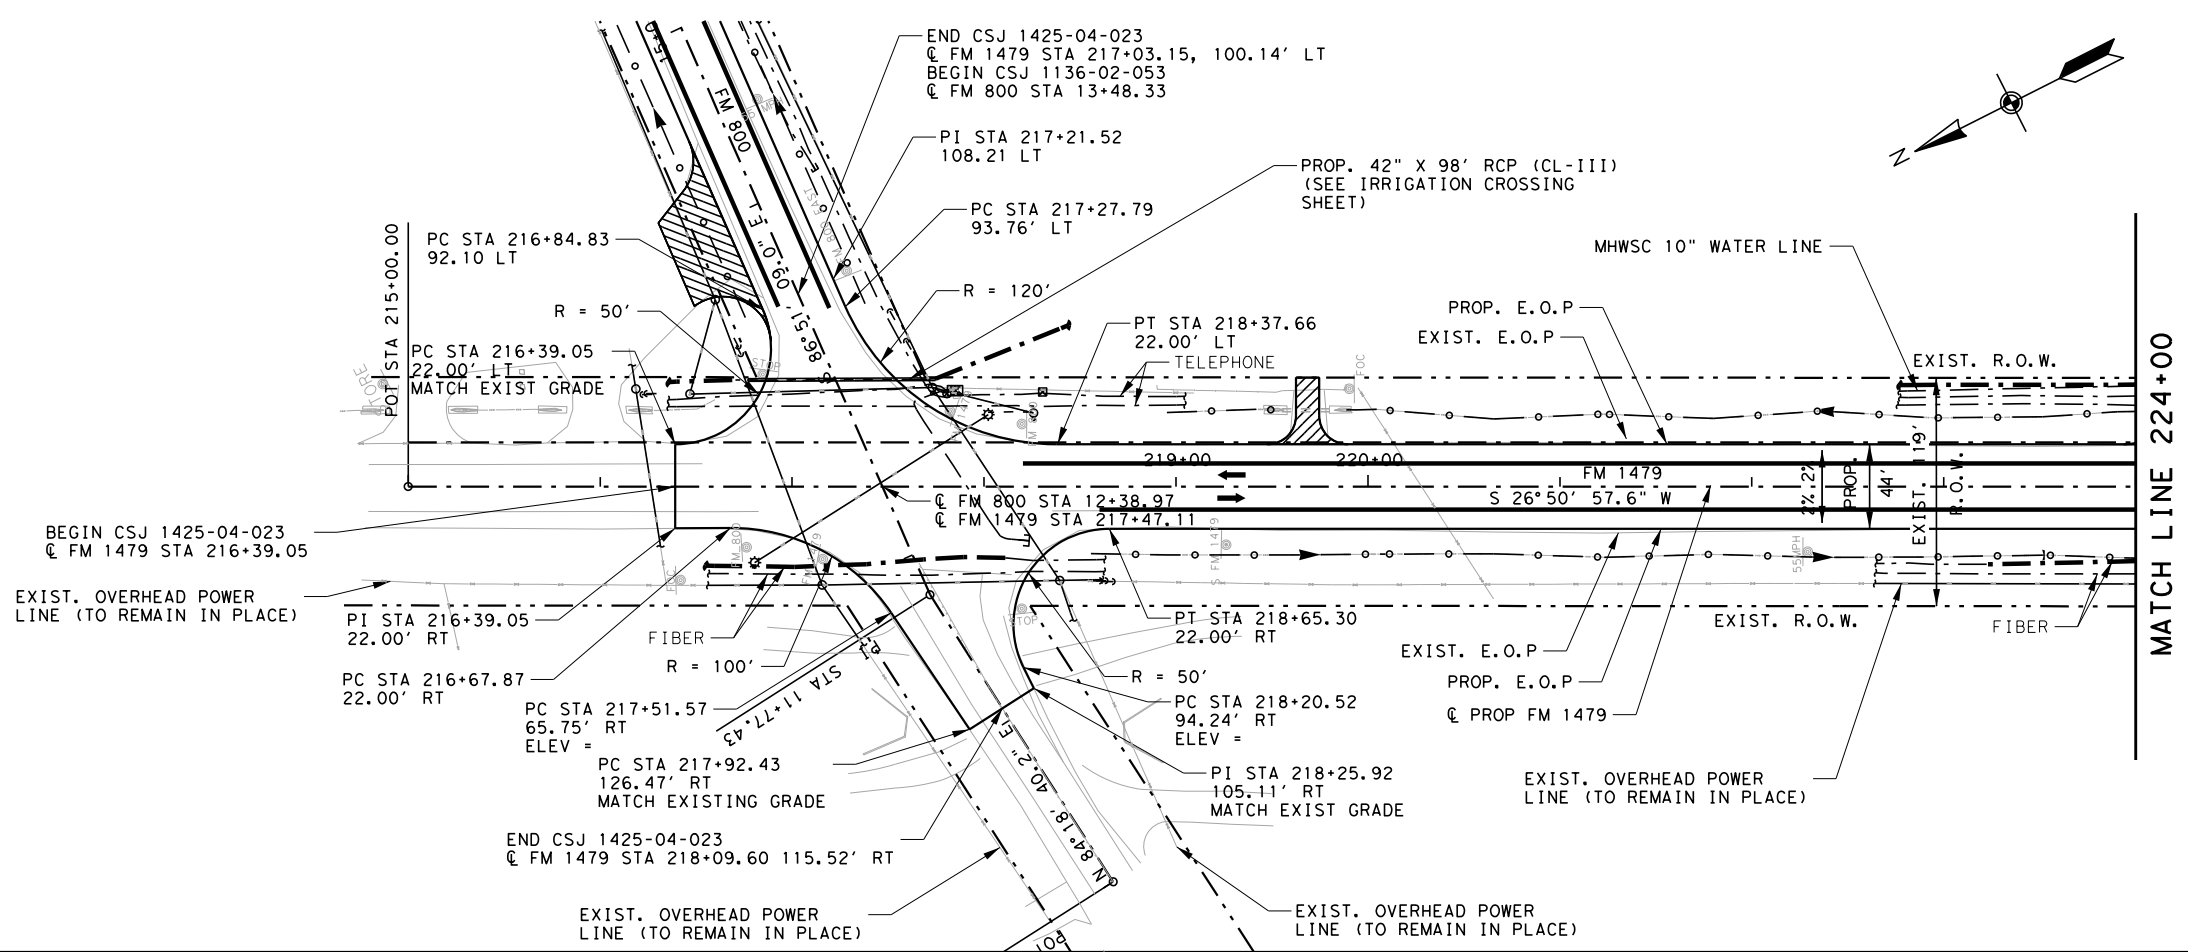 END CSJ 1425-04-023
℄ FM 1479 STA 217+03.15, 100.14' LT
BEGIN CSJ 1136-02-053
℄ FM 800 STA 13+48.33
PI STA 217+21.52
108.21 LT
PROP. 42" X 98' RCP (CL-III)
(SEE IRRIGATION CROSSING
SHEET)
N
PC STA 217+27.79
93.76' LT
FM 800
PC STA 216+84.83
92.10 LT
POT STA 215+00.00
MHWSC 10" WATER LINE
R = 120'
R = 50'
PROP. E.O.P
EXIST. E.O.P
PT STA 218+37.66
22.00' LT
TELEPHONE
PC STA 216+39.05
22.00' LT
MATCH EXIST GRADE
STOP
FOC
EXIST. R.O.W.
MATCH LINE 224+00
219+00
220+00
FM 1479
S 26°50' 57.6" W
2%
2%
PROP.
44'
EXIST. 119'
R.O.W.
℄ FM 800 STA 12+38.97
℄ FM 1479 STA 217+47.11
BEGIN CSJ 1425-04-023
℄ FM 1479 STA 216+39.05
FM 800
S FM 1479
55MPH
FOC
STOP
EXIST. OVERHEAD POWER
LINE (TO REMAIN IN PLACE)
PI STA 216+39.05
22.00' RT
FIBER
R = 100'
PT STA 218+65.30
22.00' RT
EXIST. R.O.W.
FIBER
EXIST. E.O.P
PROP. E.O.P
℄ PROP FM 1479
PC STA 216+67.87
22.00' RT
R = 50'
STA 11+77.43
PC STA 217+51.57
65.75' RT
ELEV =
PC STA 218+20.52
94.24' RT
ELEV =
PC STA 217+92.43
126.47' RT
MATCH EXISTING GRADE
PI STA 218+25.92
105.11' RT
MATCH EXIST GRADE
EXIST. OVERHEAD POWER
LINE (TO REMAIN IN PLACE)
END CSJ 1425-04-023
℄ FM 1479 STA 218+09.60 115.52' RT
N 84°18' 40.2" E
EXIST. OVERHEAD POWER
LINE (TO REMAIN IN PLACE)
EXIST. OVERHEAD POWER
LINE (TO REMAIN IN PLACE)
POT